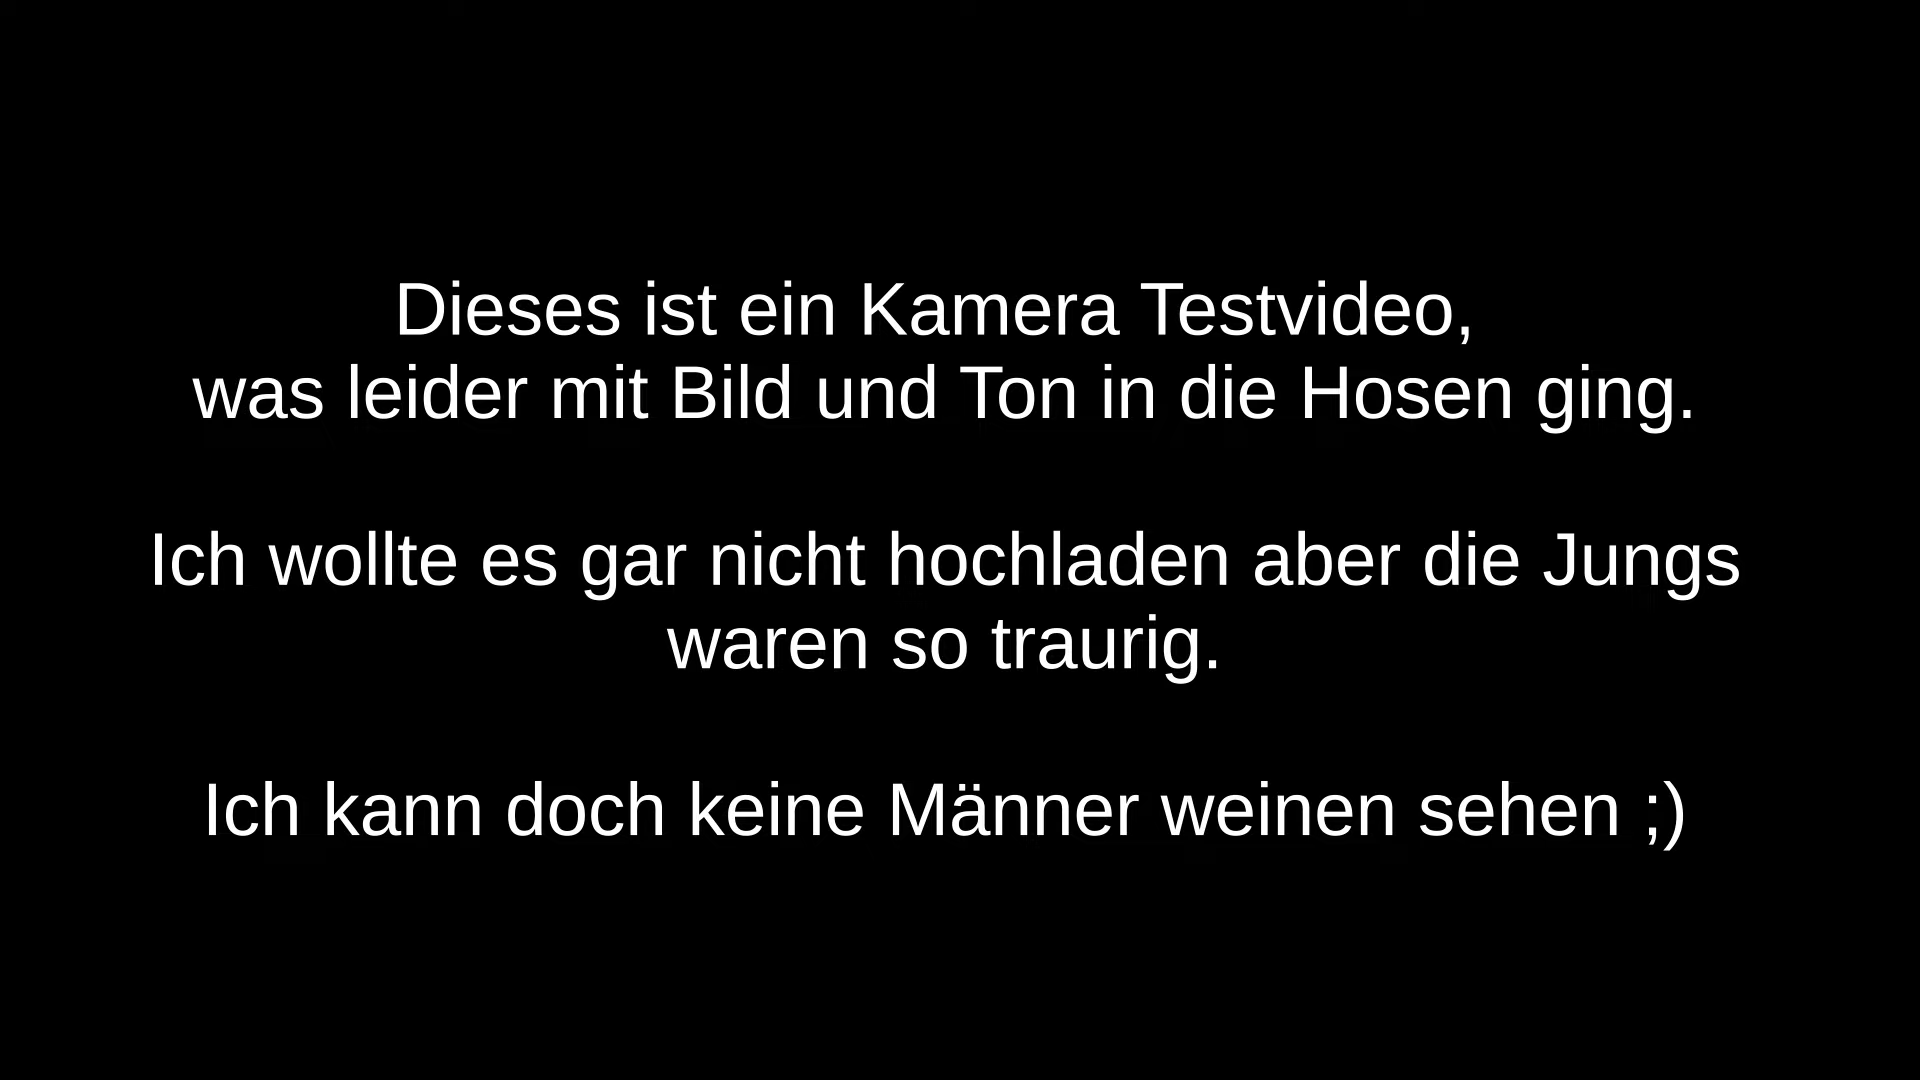 Dieses ist ein Kamera Testvideo,
was leider mit Bild und Ton in die Hosen ging.
Ich wollte es gar nicht hochladen aber die Jungs
waren so traurig.
Ich kann doch keine Männer weinen sehen ;)